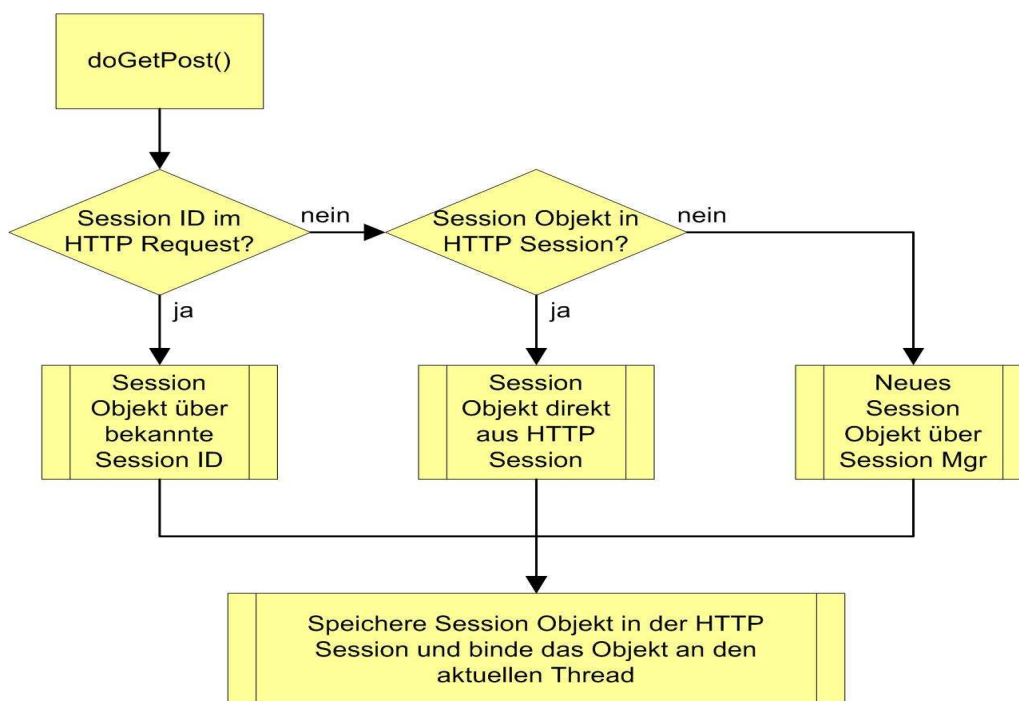 doGetPost()
Session ID im
HTTP Request?
nein
Session Objekt in
HTTP Session?
nein
ja
ja
Session
Objekt über
bekannte
Session ID
Session
Objekt direkt
aus HTTP
Session
Neues
Session
Objekt über
Session Mgr
Speichere Session Objekt in der HTTP
Session und binde das Objekt an den
aktuellen Thread